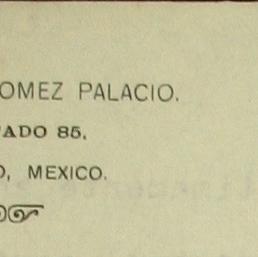 OMEZ PALACIO.
ADO 85.
O, MEXICO.